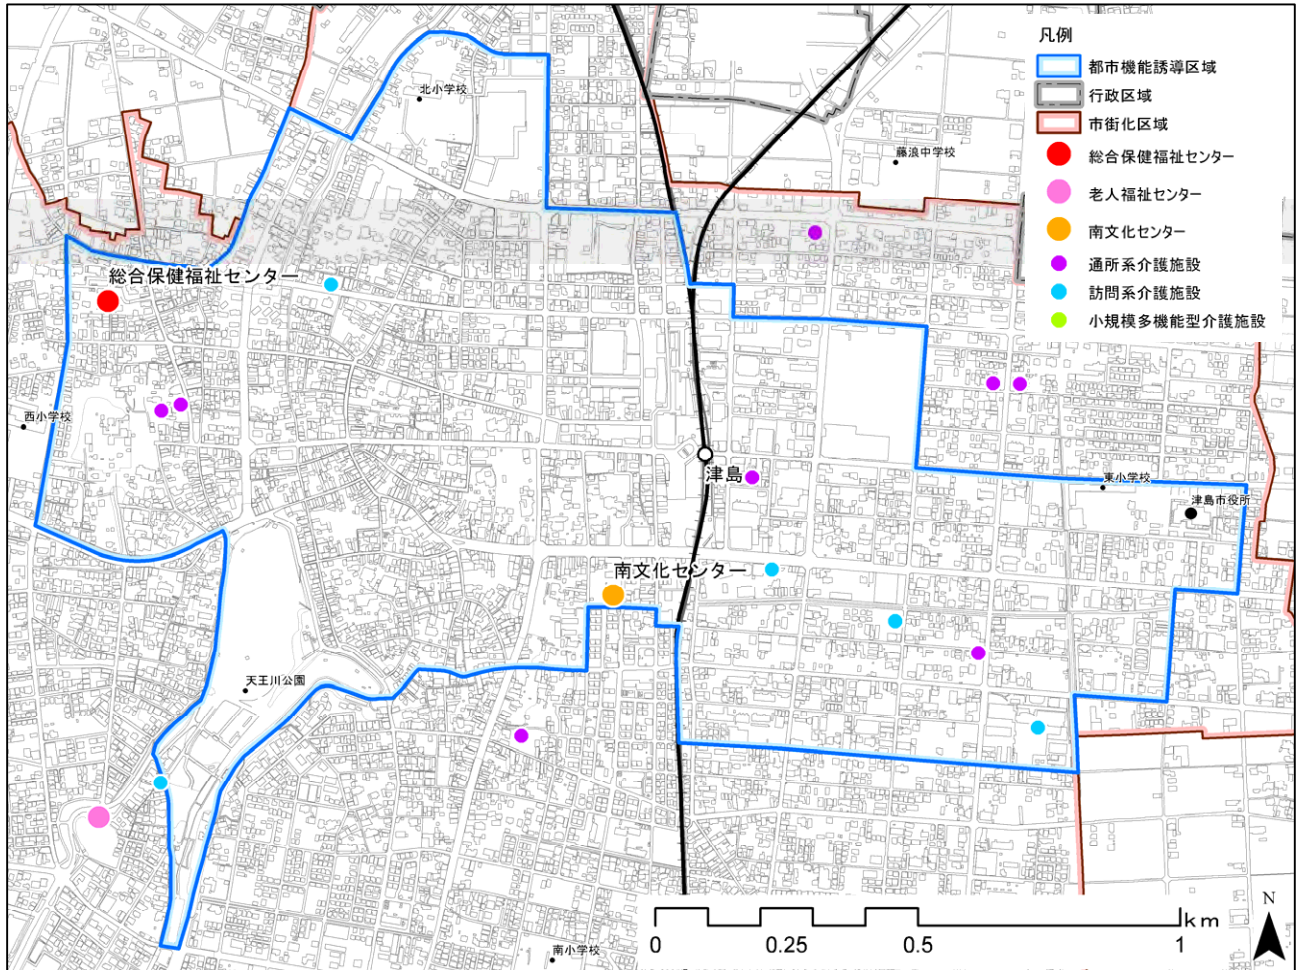 凡例
都市機能誘導区域
行政区域
市街化区域
総合保健福祉センター
老人福祉センター
南文化センター
通所系介護施設
訪問系介護施設
小規模多機能型介護施設
北小学校
藤浪中学校
総合保健福祉センター
西小学校
津島
東小学校
津島市役所
南文化センター
天王川公園
南小学校
0 0.25 0.5 1 km
N